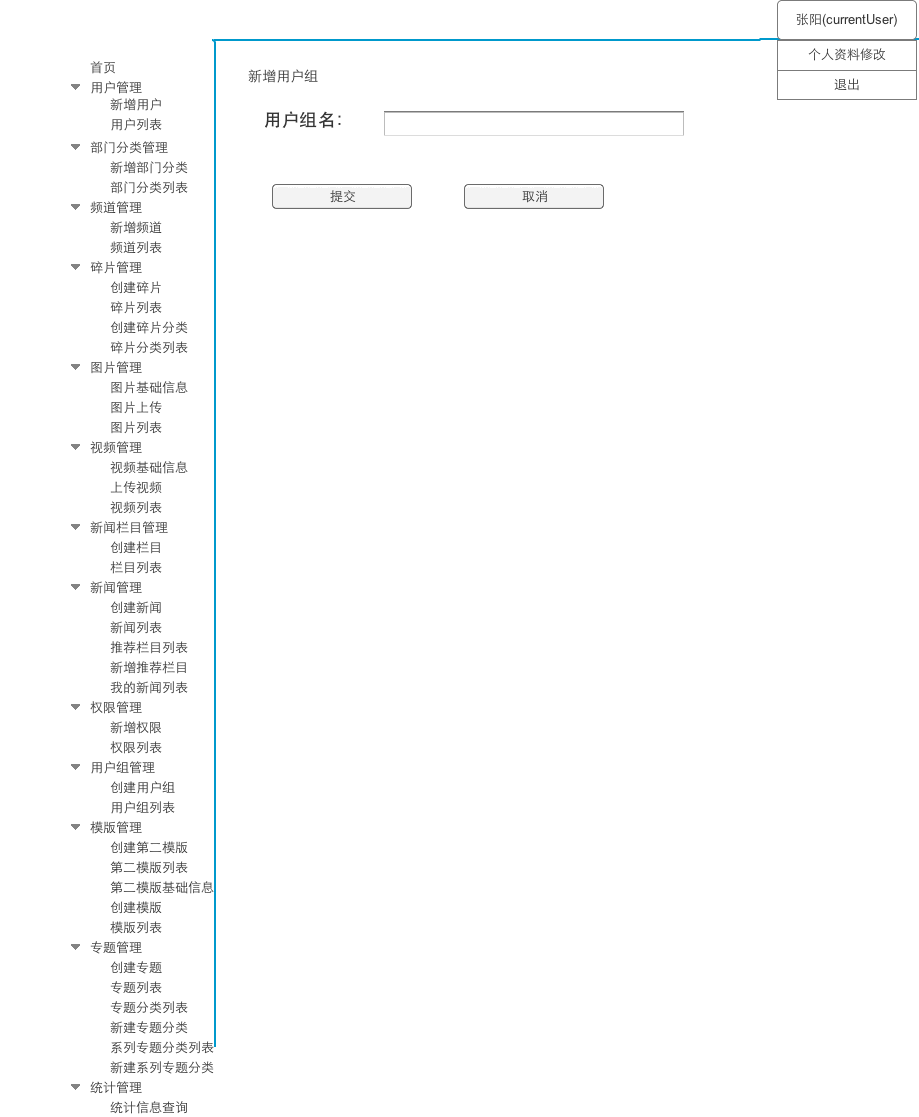 张阳(currentUser)
个人资料修改
退出
首页
用户管理
新增用户
用户列表
部门分类管理
新增部门分类
部门分类列表
频道管理
新增频道
频道列表
碎片管理
创建碎片
碎片列表
创建碎片分类
碎片分类列表
图片管理
图片基础信息
图片上传
图片列表
视频管理
视频基础信息
上传视频
视频列表
新闻栏目管理
创建栏目
栏目列表
新闻管理
创建新闻
新闻列表
推荐栏目列表
新增推荐栏目
我的新闻列表
权限管理
新增权限
权限列表
用户组管理
创建用户组
用户组列表
模版管理
创建第二模版
第二模版列表
第二模版基础信息
创建模版
模版列表
专题管理
创建专题
专题列表
专题分类列表
新建专题分类
系列专题分类列表
新建系列专题分类
统计管理
统计信息查询
新增用户组
用户组名：
提交
取消